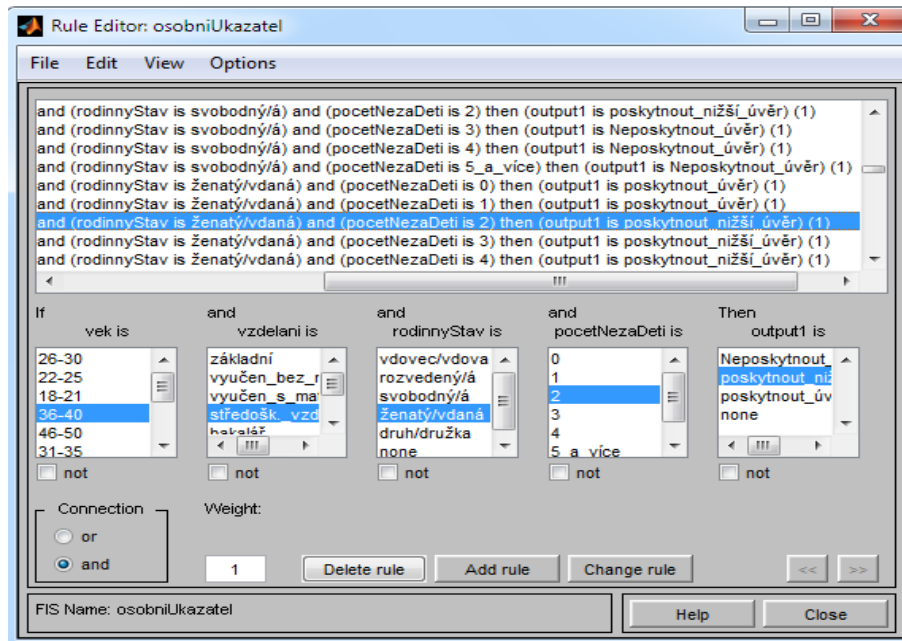 Rule Editor: osobniUkazatel
File Edit View Options
and (rodinnyStav is svobodný/á) and (pocetNezaDeti is 2) then (output1 is poskytnout_nižší_úvěr) (1)
and (rodinnyStav is svobodný/á) and (pocetNezaDeti is 3) then (output1 is Neposkytnout_úvěr) (1)
and (rodinnyStav is svobodný/á) and (pocetNezaDeti is 4) then (output1 is Neposkytnout_úvěr) (1)
and (rodinnyStav is svobodný/á) and (pocetNezaDeti is 5_a_více) then (output1 is Neposkytnout_úvěr) (1)
and (rodinnyStav is ženatý/vdaná) and (pocetNezaDeti is 0) then (output1 is poskytnout_úvěr) (1)
and (rodinnyStav is ženatý/vdaná) and (pocetNezaDeti is 1) then (output1 is poskytnout_úvěr) (1)
and (rodinnyStav is ženatý/vdaná) and (pocetNezaDeti is 2) then (output1 is poskytnout_nižší_úvěr) (1)
and (rodinnyStav is ženatý/vdaná) and (pocetNezaDeti is 3) then (output1 is poskytnout_nižší_úvěr) (1)
and (rodinnyStav is ženatý/vdaná) and (pocetNezaDeti is 4) then (output1 is poskytnout_nižší_úvěr) (1)
If and and and Then
vek is vzdelani is rodinnyStav is pocetNezaDeti is output1 is
26-30
22-25
18-21
36-40
46-50
31-35
základní
vyučen_bez_r
vyučen_s_ma
středošk._vzd
bakalář
vdovec/vdova
rozvedený/á
svobodný/á
ženatý/vdaná
druh/družka
none
0
1
2
3
4
5_a_více
Neposkytnout_
poskytnout_niž
poskytnout_úv
none
not not not not not
Connection
or
and
Weight:
1
Delete rule Add rule Change rule << >>
FIS Name: osobniUkazatel Help Close